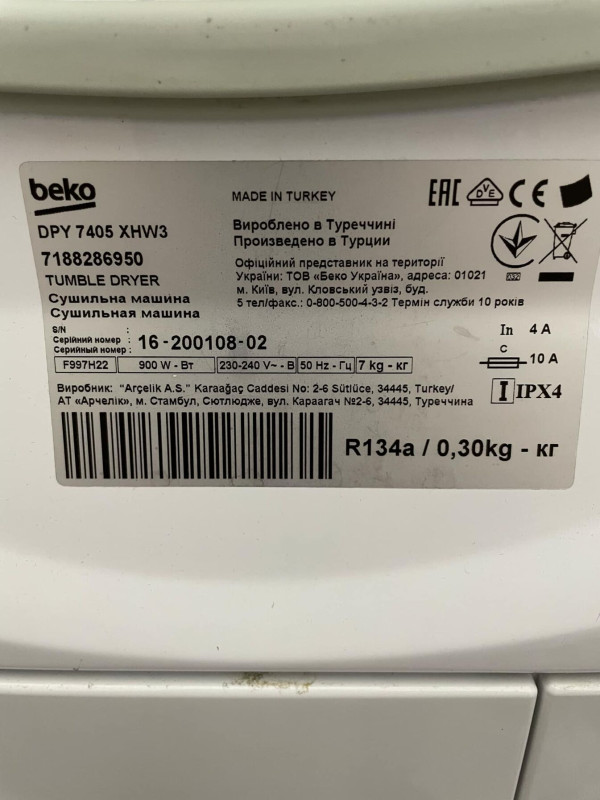 beko
MADE IN TURKEY
EAC DVE CE
DPY 7405 XHW3
7188286950
TUMBLE DRYER
Сушильна машина
Сушильная машина
Вироблено в Туреччині
Произведено в Турции
Офіційний представник на території
України: ТОВ «Беко Україна», адреса: 01021
м. Київ, вул. Кловський узвіз, буд.
5 тел/факс.: 0-800-500-4-3-2 Термін служби 10 років
S/N :
Серійний номер :
Серийный номер :
16-200108-02
In 4 A
C
10 A
F997H22 900 W - Вт 230-240 V~ - В 50 Hz - Гц 7 kg - кг
I IPX4
Виробник: "Arçelik A.S." Karaağaç Caddesi No: 2-6 Sütlüce, 34445, Turkey/
АТ «Арчелік», м. Стамбул, Сютлюдже, вул. Караагач №2-6, 34445, Туреччина
R134a / 0,30kg - кг